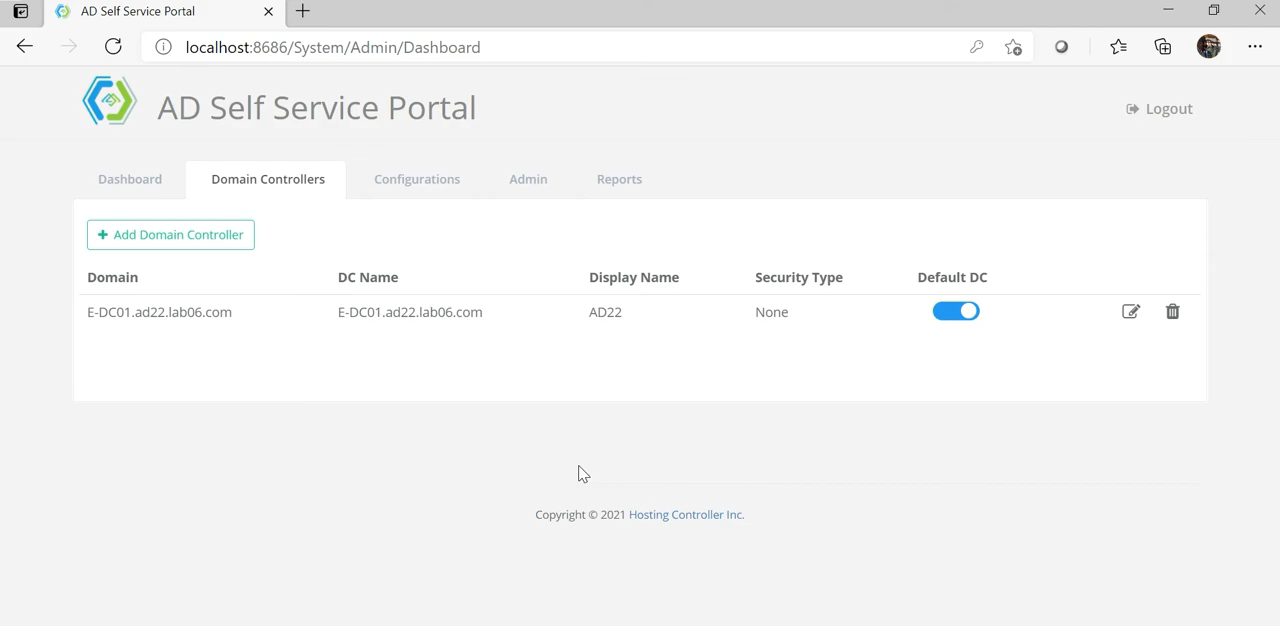 AD Self Service Portal
localhost:8686/System/Admin/Dashboard
AD Self Service Portal
Logout
Dashboard Domain Controllers Configurations Admin Reports
Add Domain Controller
Domain DC Name Display Name Security Type Default DC
E-DC01.ad22.lab06.com E-DC01.ad22.lab06.com AD22 None
Copyright © 2021 Hosting Controller Inc.